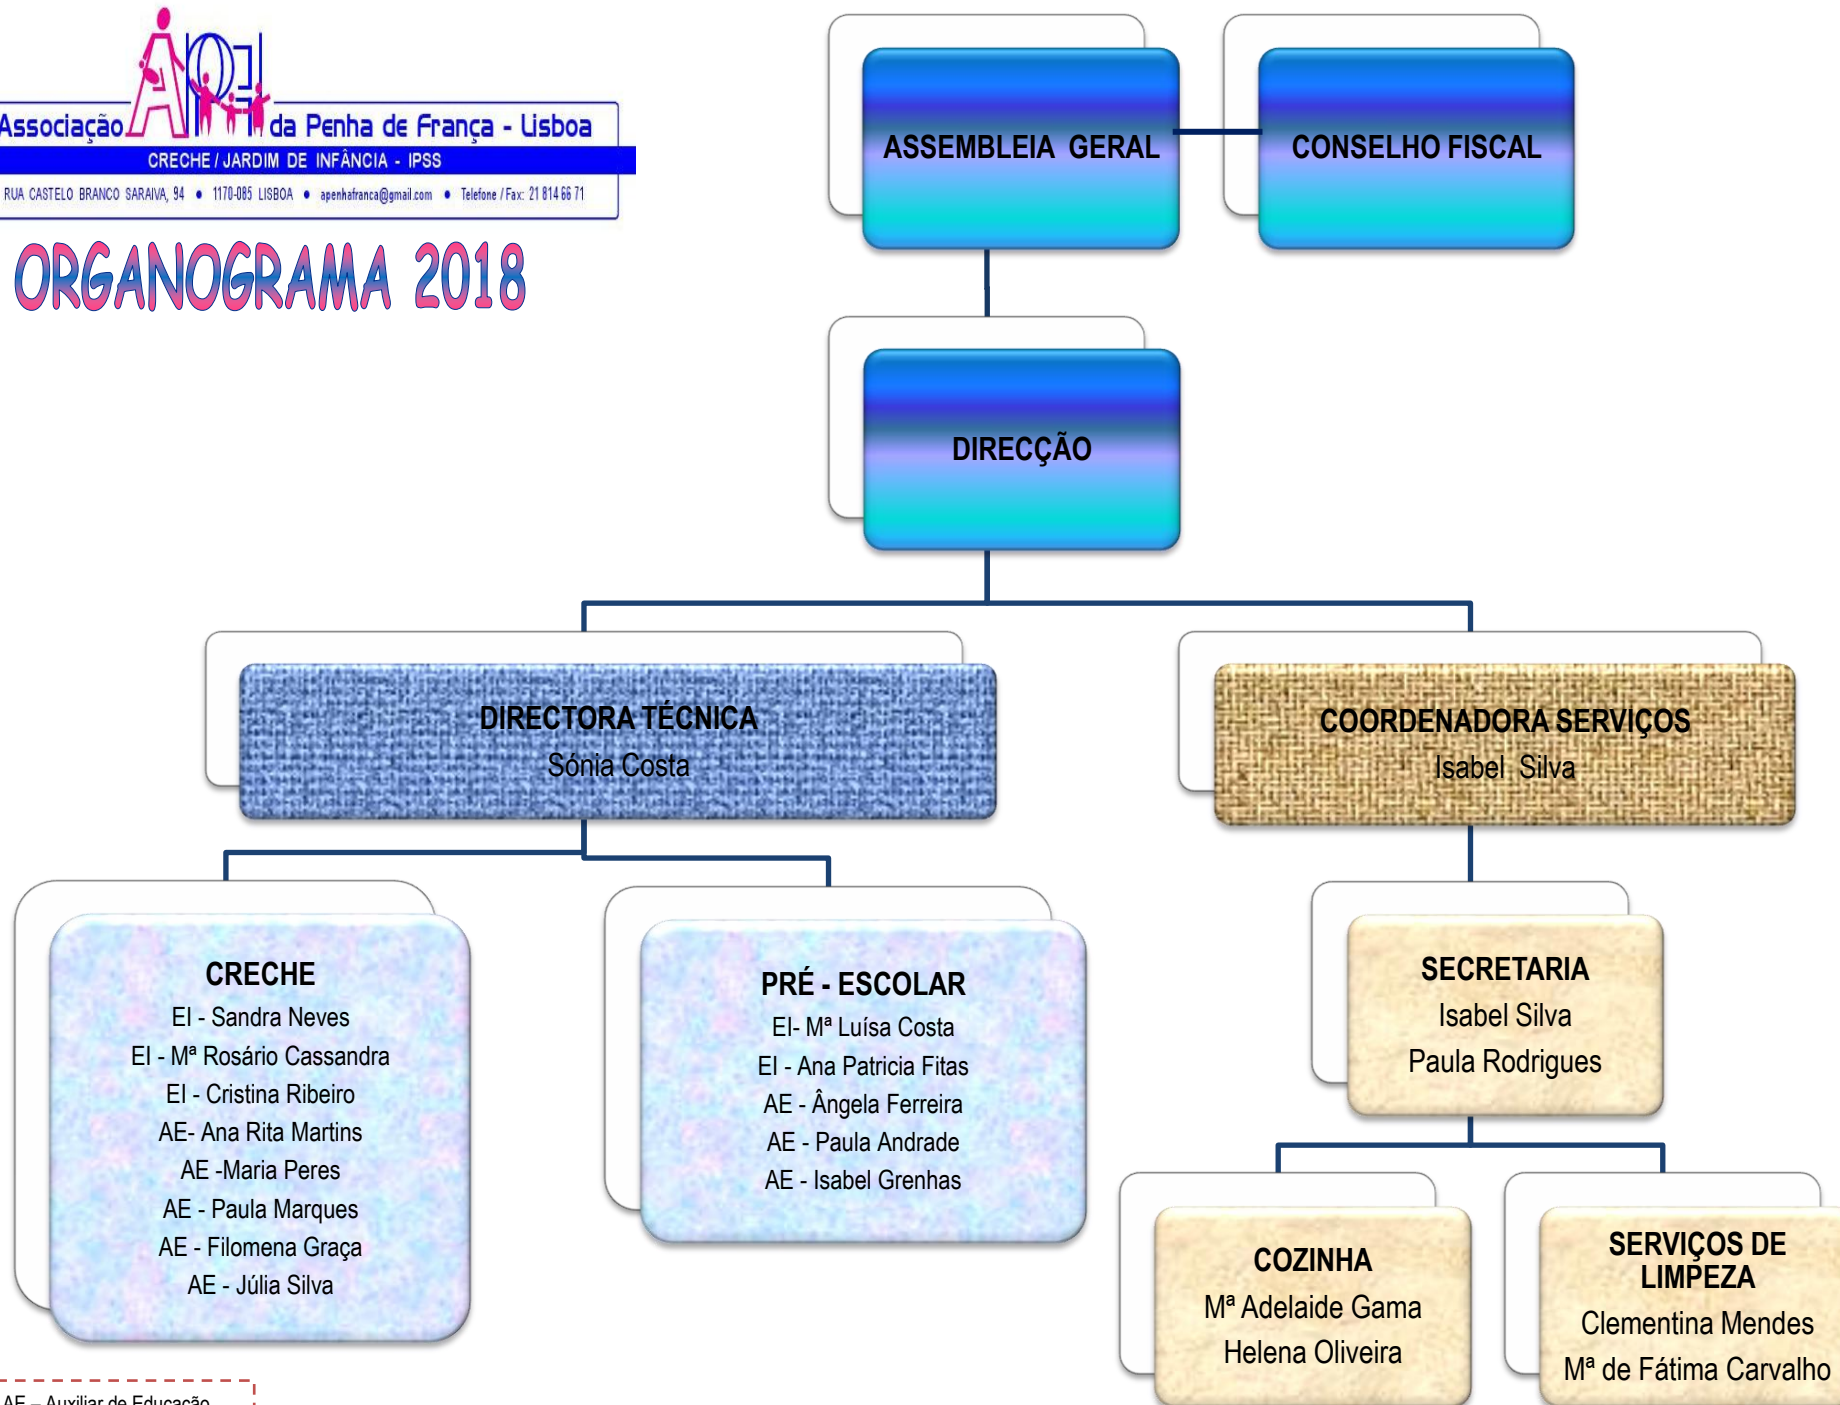 Associação da Penha de França - Lisboa
CRECHE / JARDIM DE INFÂNCIA - IPSS
RUA CASTELO BRANCO SARAIVA, 94 • 1170-085 LISBOA • apenhafranca@gmail.com • Telefone / Fax: 21 814 66 71
ORGANOGRAMA 2018
ASSEMBLEIA GERAL
CONSELHO FISCAL
DIRECÇÃO
DIRECTORA TÉCNICA
Sónia Costa
COORDENADORA SERVIÇOS
Isabel Silva
CRECHE
EI - Sandra Neves
EI - Mª Rosário Cassandra
EI - Cristina Ribeiro
AE- Ana Rita Martins
AE -Maria Peres
AE - Paula Marques
AE - Filomena Graça
AE - Júlia Silva
PRÉ - ESCOLAR
EI- Mª Luísa Costa
EI - Ana Patricia Fitas
AE - Ângela Ferreira
AE - Paula Andrade
AE - Isabel Grenhas
SECRETARIA
Isabel Silva
Paula Rodrigues
COZINHA
Mª Adelaide Gama
Helena Oliveira
SERVIÇOS DE
LIMPEZA
Clementina Mendes
Mª de Fátima Carvalho
AE – Auxiliar de Educação